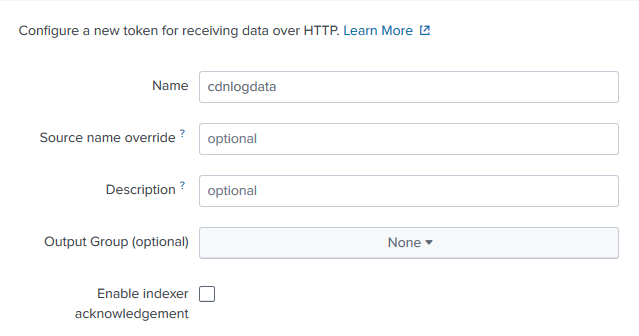 Configure a new token for receiving data over HTTP. Learn More
Name
cdnlogdata
Source name override ?
optional
Description ?
optional
Output Group (optional)
None
Enable indexer
acknowledgement